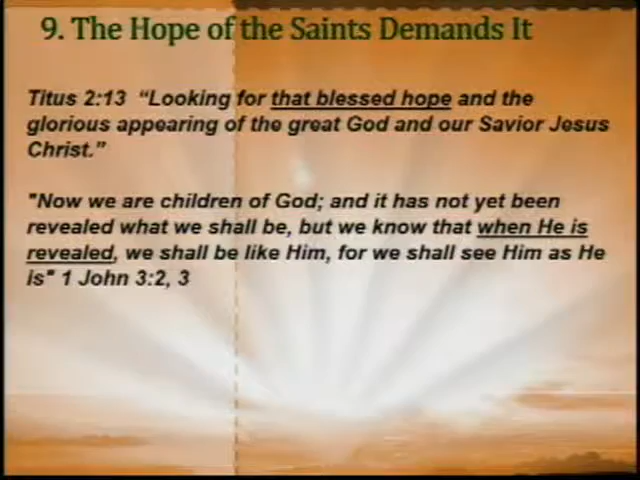 9. The Hope of the Saints Demands It
Titus 2:13 “Looking for that blessed hope and the
glorious appearing of the great God and our Savior Jesus
Christ.”
"Now we are children of God; and it has not yet been
revealed what we shall be, but we know that when He is
revealed, we shall be like Him, for we shall see Him as He
is" 1 John 3:2, 3